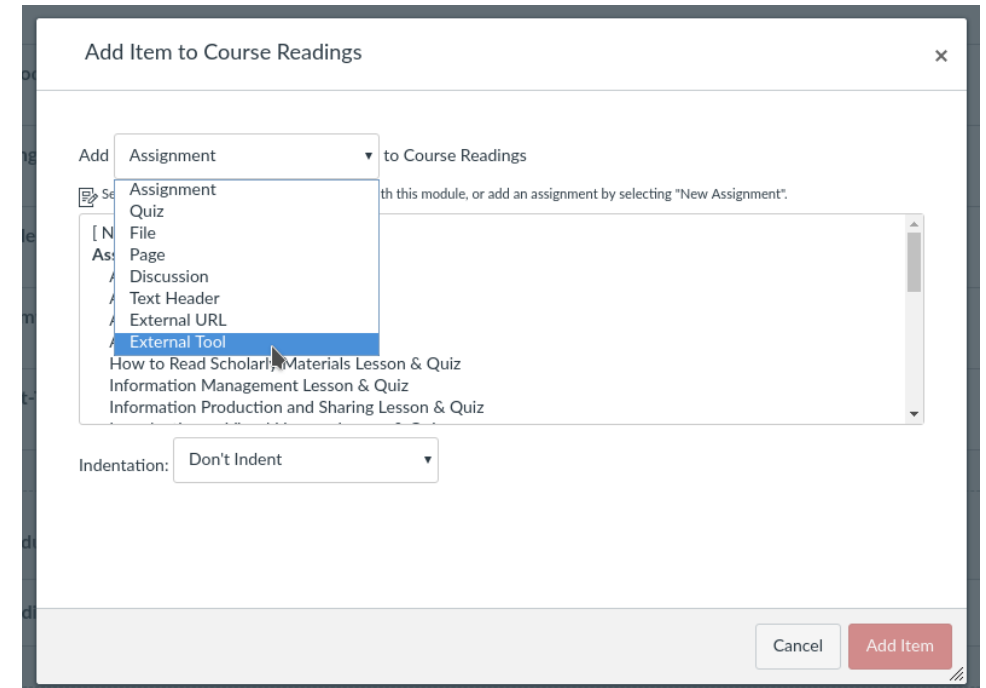 Add Item to Course Readings
×
Add Assignment to Course Readings
th this module, or add an assignment by selecting "New Assignment".
Assignment
Quiz
File
Page
Discussion
Text Header
External URL
External Tool
How to Read Scholarly Materials Lesson & Quiz
Information Management Lesson & Quiz
Information Production and Sharing Lesson & Quiz
Indentation: Don't Indent
Cancel
Add Item